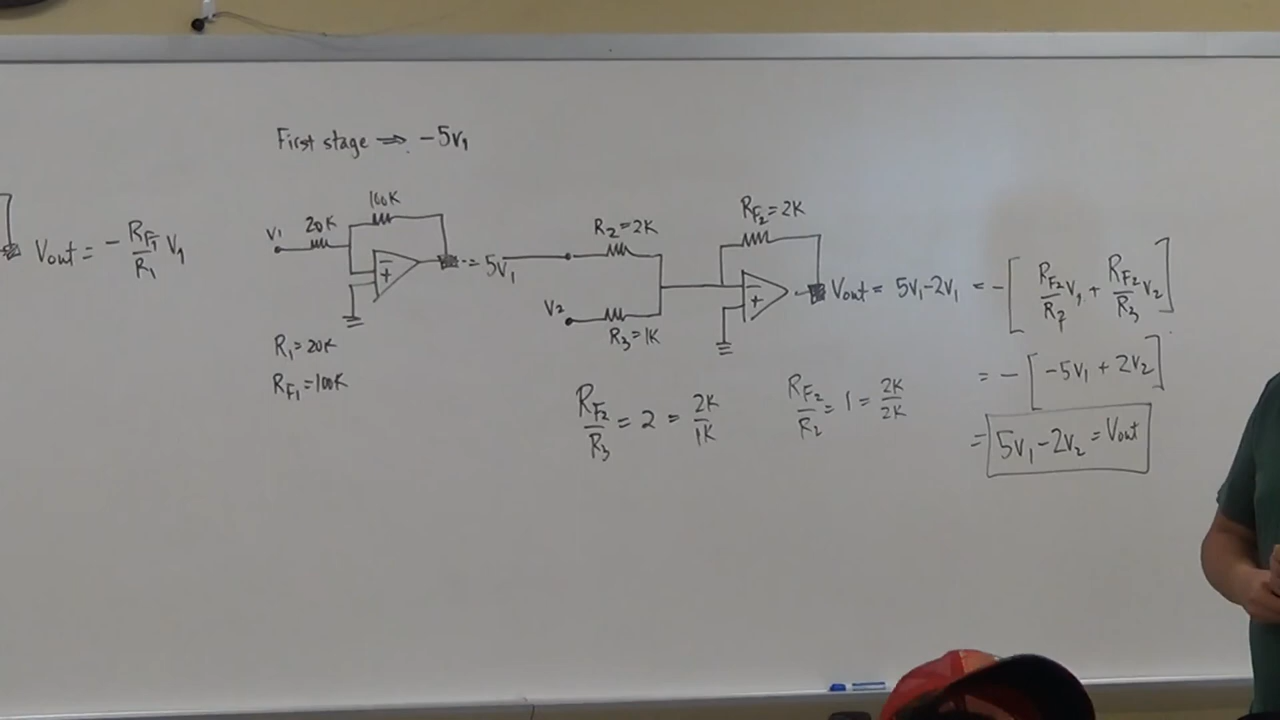 First stage ⇒ -5v₁
Vout = - RF₁/R₁ V₁
V1
20K
100K
- +
= -5v₁
R₁=20K
RF₁=100K
R₂=2K
V₂
R₃=1K
RF₂=2K
- +
Vout = 5v₁-2v₁ = -[ RF₂/R₂ v₁ + RF₂/R₃ v₂ ]
= - [ -5v₁ + 2v₂ ]
= 5v₁-2v₂ = Vout
RF₂/R₃ = 2 = 2K/1K
RF₂/R₂ = 1 = 2K/2K